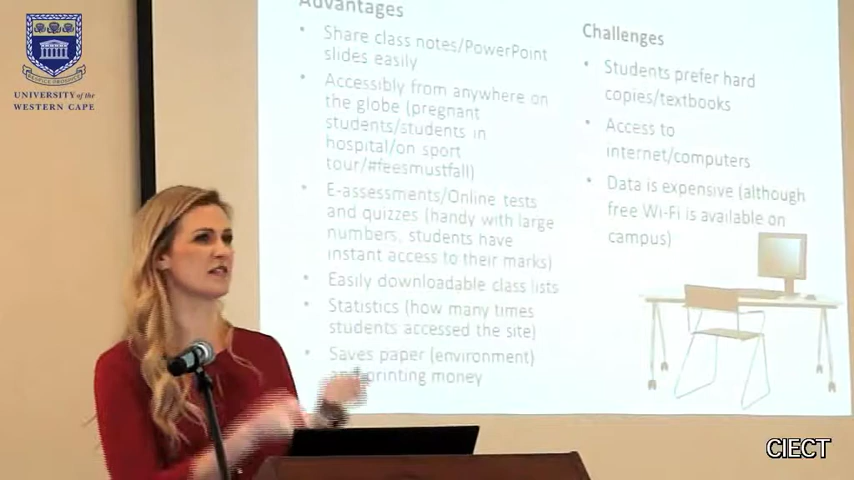 UNIVERSITY of the
WESTERN CAPE
Advantages
• Share class notes/PowerPoint
slides easily
• Accessibly from anywhere on
the globe (pregnant
students/students in
hospital/on sport
tour/#feesmustfall)
• E-assessments/Online tests
and quizzes (handy with large
numbers, students have
instant access to their marks)
• Easily downloadable class lists
• Statistics (how many times
students accessed the site)
• Saves paper (environment)
and printing money
Challenges
• Students prefer hard
copies/textbooks
• Access to
internet/computers
• Data is expensive (although
free Wi-Fi is available on
campus)
CIECT